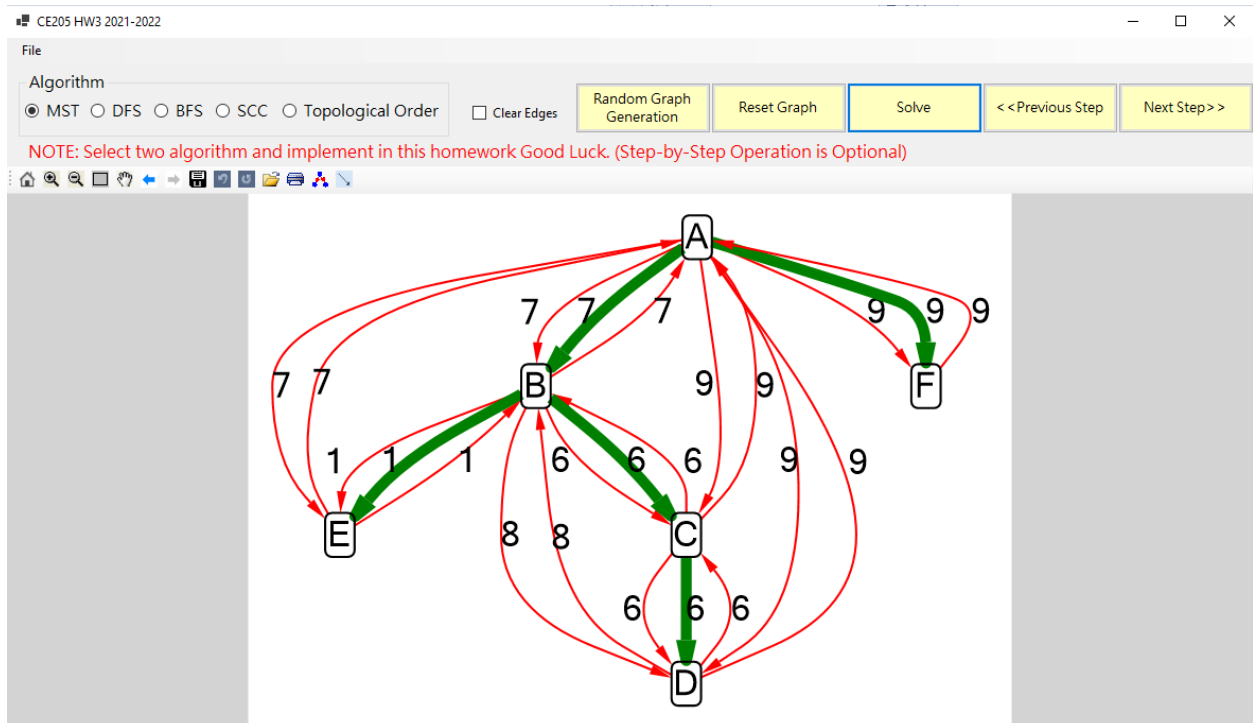 CE205 HW3 2021-2022
File
Algorithm
MST DFS BFS SCC Topological Order
Clear Edges
Random Graph
Generation
Reset Graph
Solve
<<Previous Step
Next Step>>
NOTE: Select two algorithm and implement in this homework Good Luck. (Step-by-Step Operation is Optional)
A
7 7 7 9 9 9
7 7 B 9 9 F
1 1 1 6 6 6 9 9
E 8 8 C
6 6 6
D